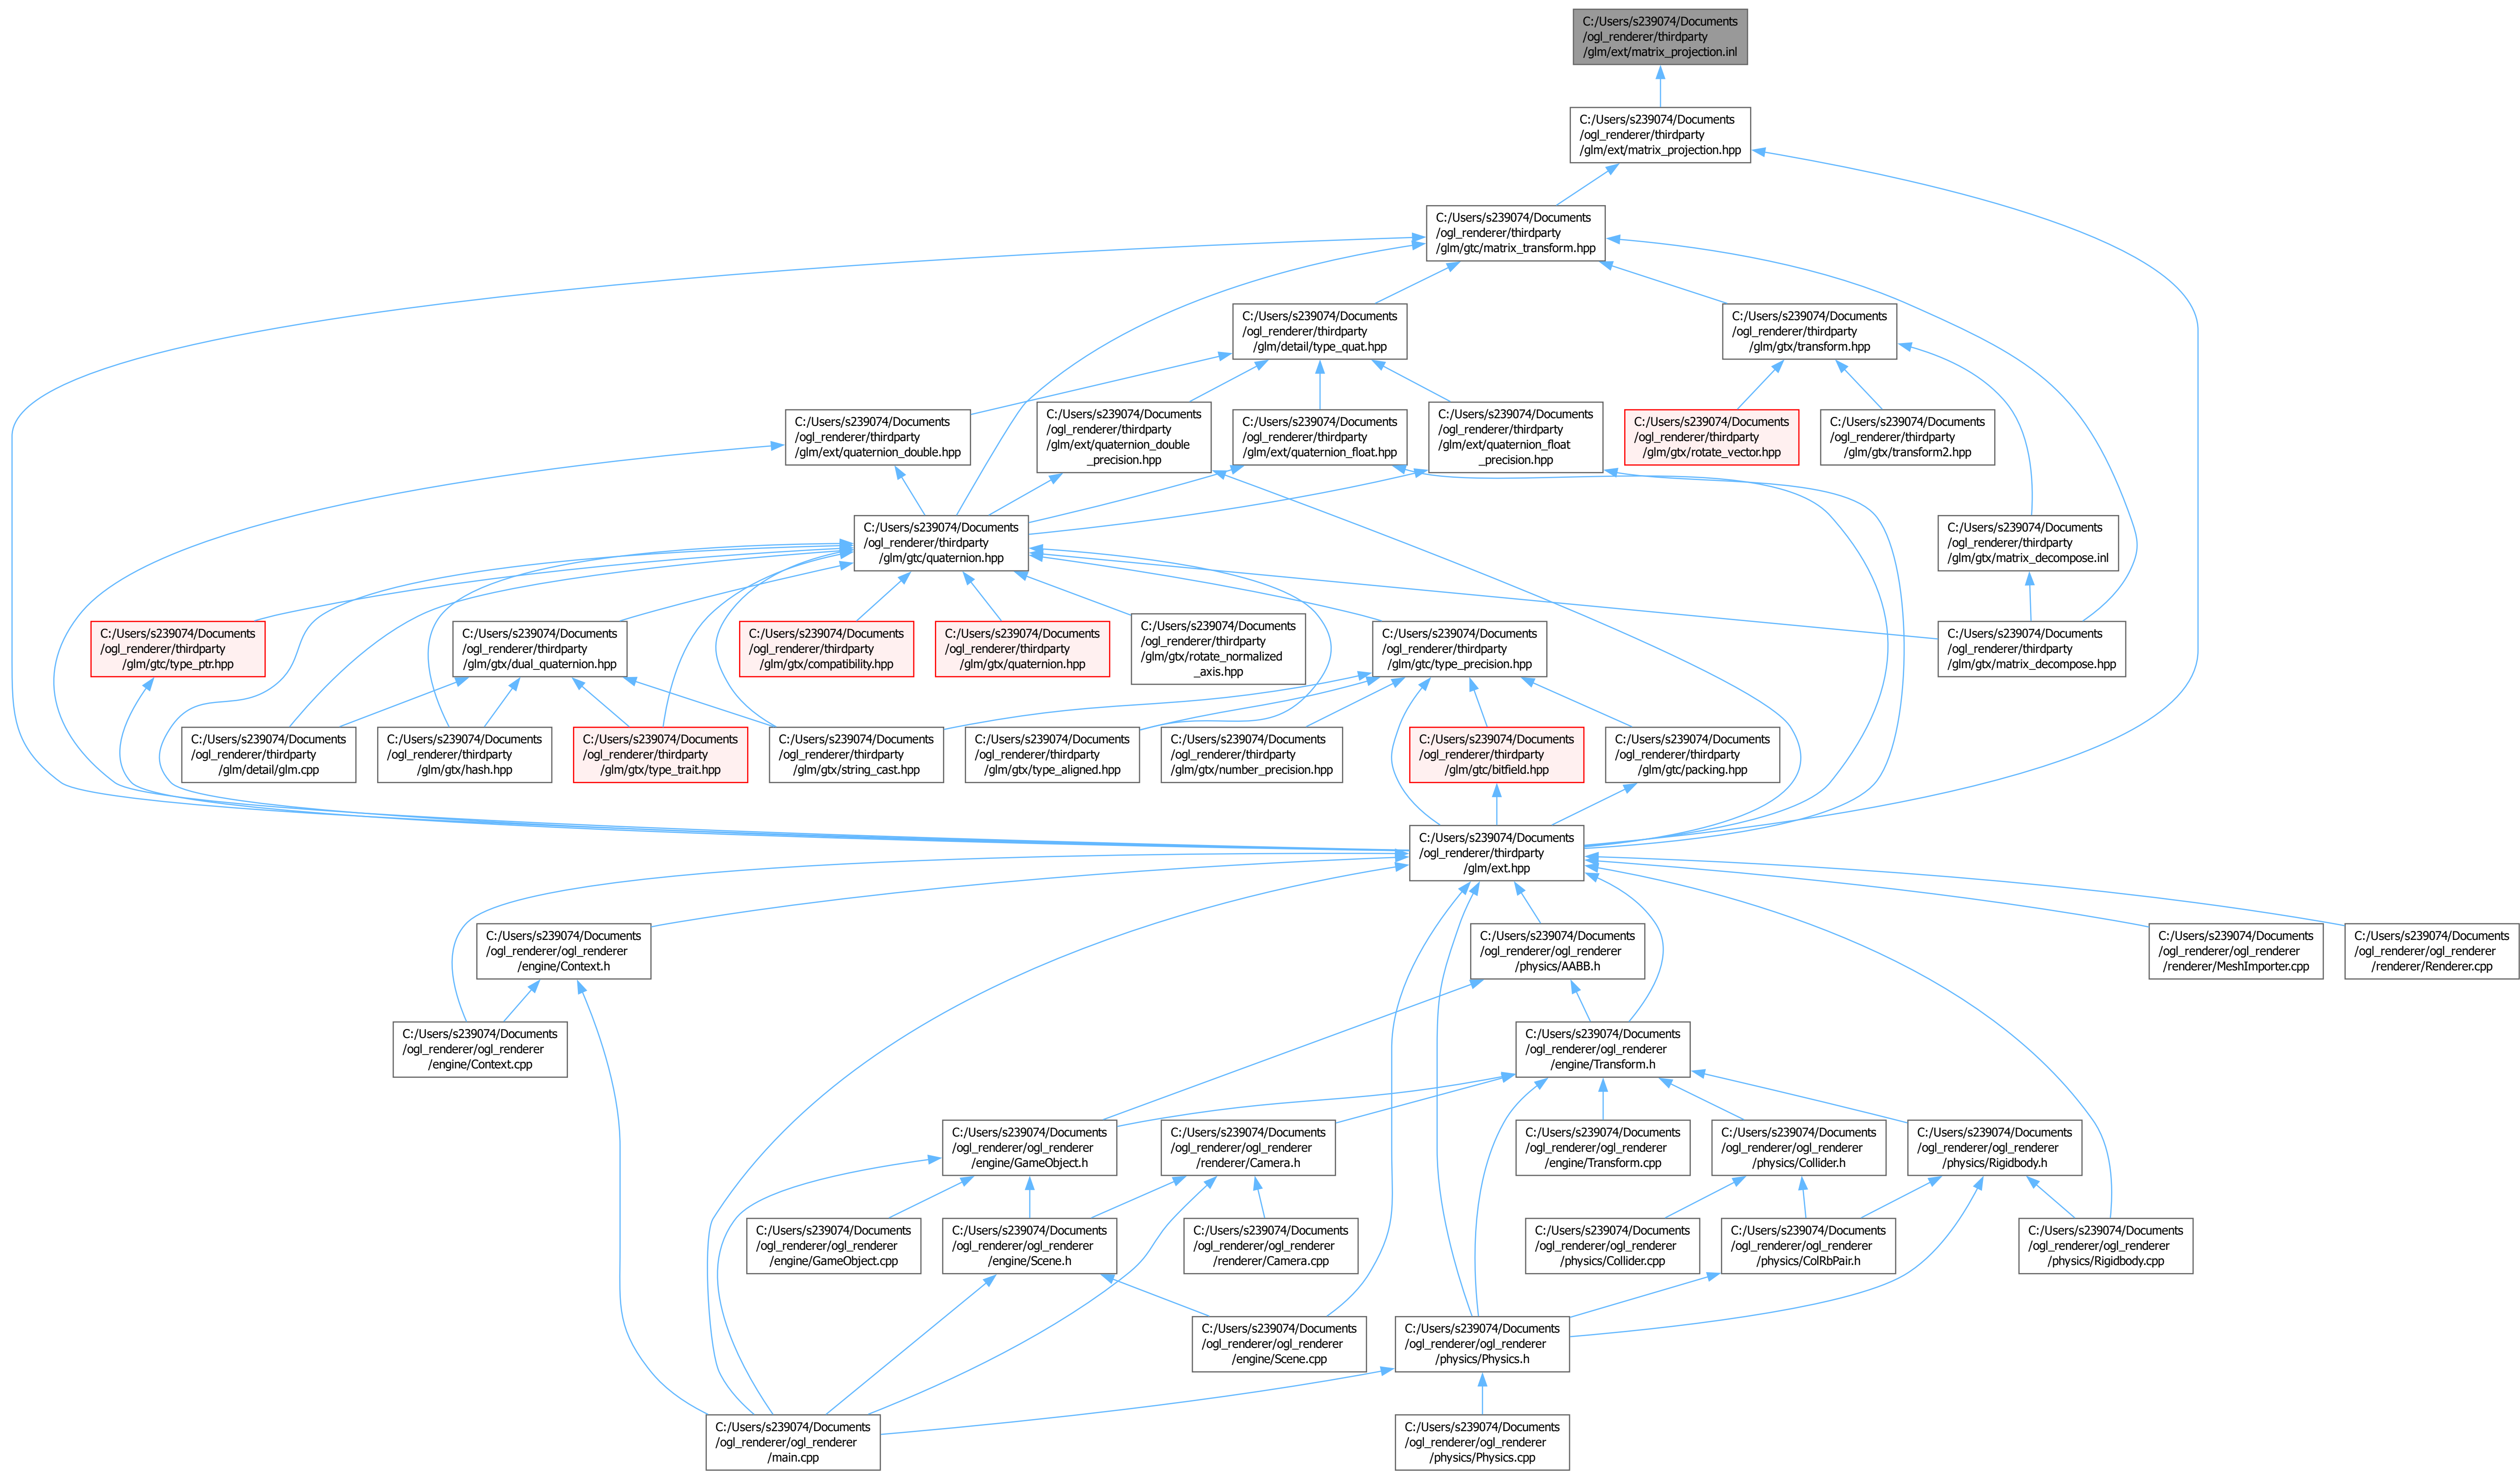 C:/Users/s239074/Documents
/ogl_renderer/thirdparty
/glm/ext/matrix_projection.inl
C:/Users/s239074/Documents
/ogl_renderer/thirdparty
/glm/ext/matrix_projection.hpp
C:/Users/s239074/Documents
/ogl_renderer/thirdparty
/glm/gtc/matrix_transform.hpp
C:/Users/s239074/Documents
/ogl_renderer/thirdparty
/glm/detail/type_quat.hpp
C:/Users/s239074/Documents
/ogl_renderer/thirdparty
/glm/gtx/transform.hpp
C:/Users/s239074/Documents
/ogl_renderer/thirdparty
/glm/ext/quaternion_double.hpp
C:/Users/s239074/Documents
/ogl_renderer/thirdparty
/glm/ext/quaternion_double
_precision.hpp
C:/Users/s239074/Documents
/ogl_renderer/thirdparty
/glm/ext/quaternion_float.hpp
C:/Users/s239074/Documents
/ogl_renderer/thirdparty
/glm/ext/quaternion_float
_precision.hpp
C:/Users/s239074/Documents
/ogl_renderer/thirdparty
/glm/gtx/rotate_vector.hpp
C:/Users/s239074/Documents
/ogl_renderer/thirdparty
/glm/gtx/transform2.hpp
C:/Users/s239074/Documents
/ogl_renderer/thirdparty
/glm/gtc/quaternion.hpp
C:/Users/s239074/Documents
/ogl_renderer/thirdparty
/glm/gtx/matrix_decompose.inl
C:/Users/s239074/Documents
/ogl_renderer/thirdparty
/glm/gtc/type_ptr.hpp
C:/Users/s239074/Documents
/ogl_renderer/thirdparty
/glm/gtx/dual_quaternion.hpp
C:/Users/s239074/Documents
/ogl_renderer/thirdparty
/glm/gtx/compatibility.hpp
C:/Users/s239074/Documents
/ogl_renderer/thirdparty
/glm/gtx/quaternion.hpp
C:/Users/s239074/Documents
/ogl_renderer/thirdparty
/glm/gtx/rotate_normalized
_axis.hpp
C:/Users/s239074/Documents
/ogl_renderer/thirdparty
/glm/gtc/type_precision.hpp
C:/Users/s239074/Documents
/ogl_renderer/thirdparty
/glm/gtx/matrix_decompose.hpp
C:/Users/s239074/Documents
/ogl_renderer/thirdparty
/glm/detail/glm.cpp
C:/Users/s239074/Documents
/ogl_renderer/thirdparty
/glm/gtx/hash.hpp
C:/Users/s239074/Documents
/ogl_renderer/thirdparty
/glm/gtx/type_trait.hpp
C:/Users/s239074/Documents
/ogl_renderer/thirdparty
/glm/gtx/string_cast.hpp
C:/Users/s239074/Documents
/ogl_renderer/thirdparty
/glm/gtx/type_aligned.hpp
C:/Users/s239074/Documents
/ogl_renderer/thirdparty
/glm/gtx/number_precision.hpp
C:/Users/s239074/Documents
/ogl_renderer/thirdparty
/glm/gtc/bitfield.hpp
C:/Users/s239074/Documents
/ogl_renderer/thirdparty
/glm/gtc/packing.hpp
C:/Users/s239074/Documents
/ogl_renderer/thirdparty
/glm/ext.hpp
C:/Users/s239074/Documents
/ogl_renderer/ogl_renderer
/engine/Context.h
C:/Users/s239074/Documents
/ogl_renderer/ogl_renderer
/physics/AABB.h
C:/Users/s239074/Documents
/ogl_renderer/ogl_renderer
/renderer/MeshImporter.cpp
C:/Users/s239074/Documents
/ogl_renderer/ogl_renderer
/renderer/Renderer.cpp
C:/Users/s239074/Documents
/ogl_renderer/ogl_renderer
/engine/Context.cpp
C:/Users/s239074/Documents
/ogl_renderer/ogl_renderer
/engine/Transform.h
C:/Users/s239074/Documents
/ogl_renderer/ogl_renderer
/engine/GameObject.h
C:/Users/s239074/Documents
/ogl_renderer/ogl_renderer
/renderer/Camera.h
C:/Users/s239074/Documents
/ogl_renderer/ogl_renderer
/engine/Transform.cpp
C:/Users/s239074/Documents
/ogl_renderer/ogl_renderer
/physics/Collider.h
C:/Users/s239074/Documents
/ogl_renderer/ogl_renderer
/physics/Rigidbody.h
C:/Users/s239074/Documents
/ogl_renderer/ogl_renderer
/engine/GameObject.cpp
C:/Users/s239074/Documents
/ogl_renderer/ogl_renderer
/engine/Scene.h
C:/Users/s239074/Documents
/ogl_renderer/ogl_renderer
/renderer/Camera.cpp
C:/Users/s239074/Documents
/ogl_renderer/ogl_renderer
/physics/Collider.cpp
C:/Users/s239074/Documents
/ogl_renderer/ogl_renderer
/physics/ColRbPair.h
C:/Users/s239074/Documents
/ogl_renderer/ogl_renderer
/physics/Rigidbody.cpp
C:/Users/s239074/Documents
/ogl_renderer/ogl_renderer
/engine/Scene.cpp
C:/Users/s239074/Documents
/ogl_renderer/ogl_renderer
/physics/Physics.h
C:/Users/s239074/Documents
/ogl_renderer/ogl_renderer
/main.cpp
C:/Users/s239074/Documents
/ogl_renderer/ogl_renderer
/physics/Physics.cpp